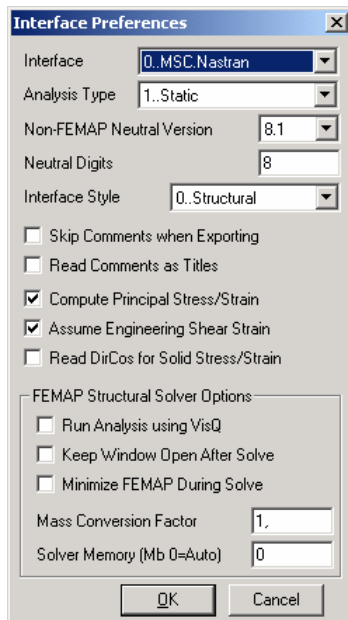 Interface Preferences
Interface 0..MSC.Nastran
Analysis Type 1..Static
Non-FEMAP Neutral Version 8.1
Neutral Digits 8
Interface Style 0..Structural
Skip Comments when Exporting
Read Comments as Titles
Compute Principal Stress/Strain
Assume Engineering Shear Strain
Read DirCos for Solid Stress/Strain
FEMAP Structural Solver Options
Run Analysis using VisQ
Keep Window Open After Solve
Minimize FEMAP During Solve
Mass Conversion Factor 1,
Solver Memory (Mb 0=Auto) 0
OK Cancel